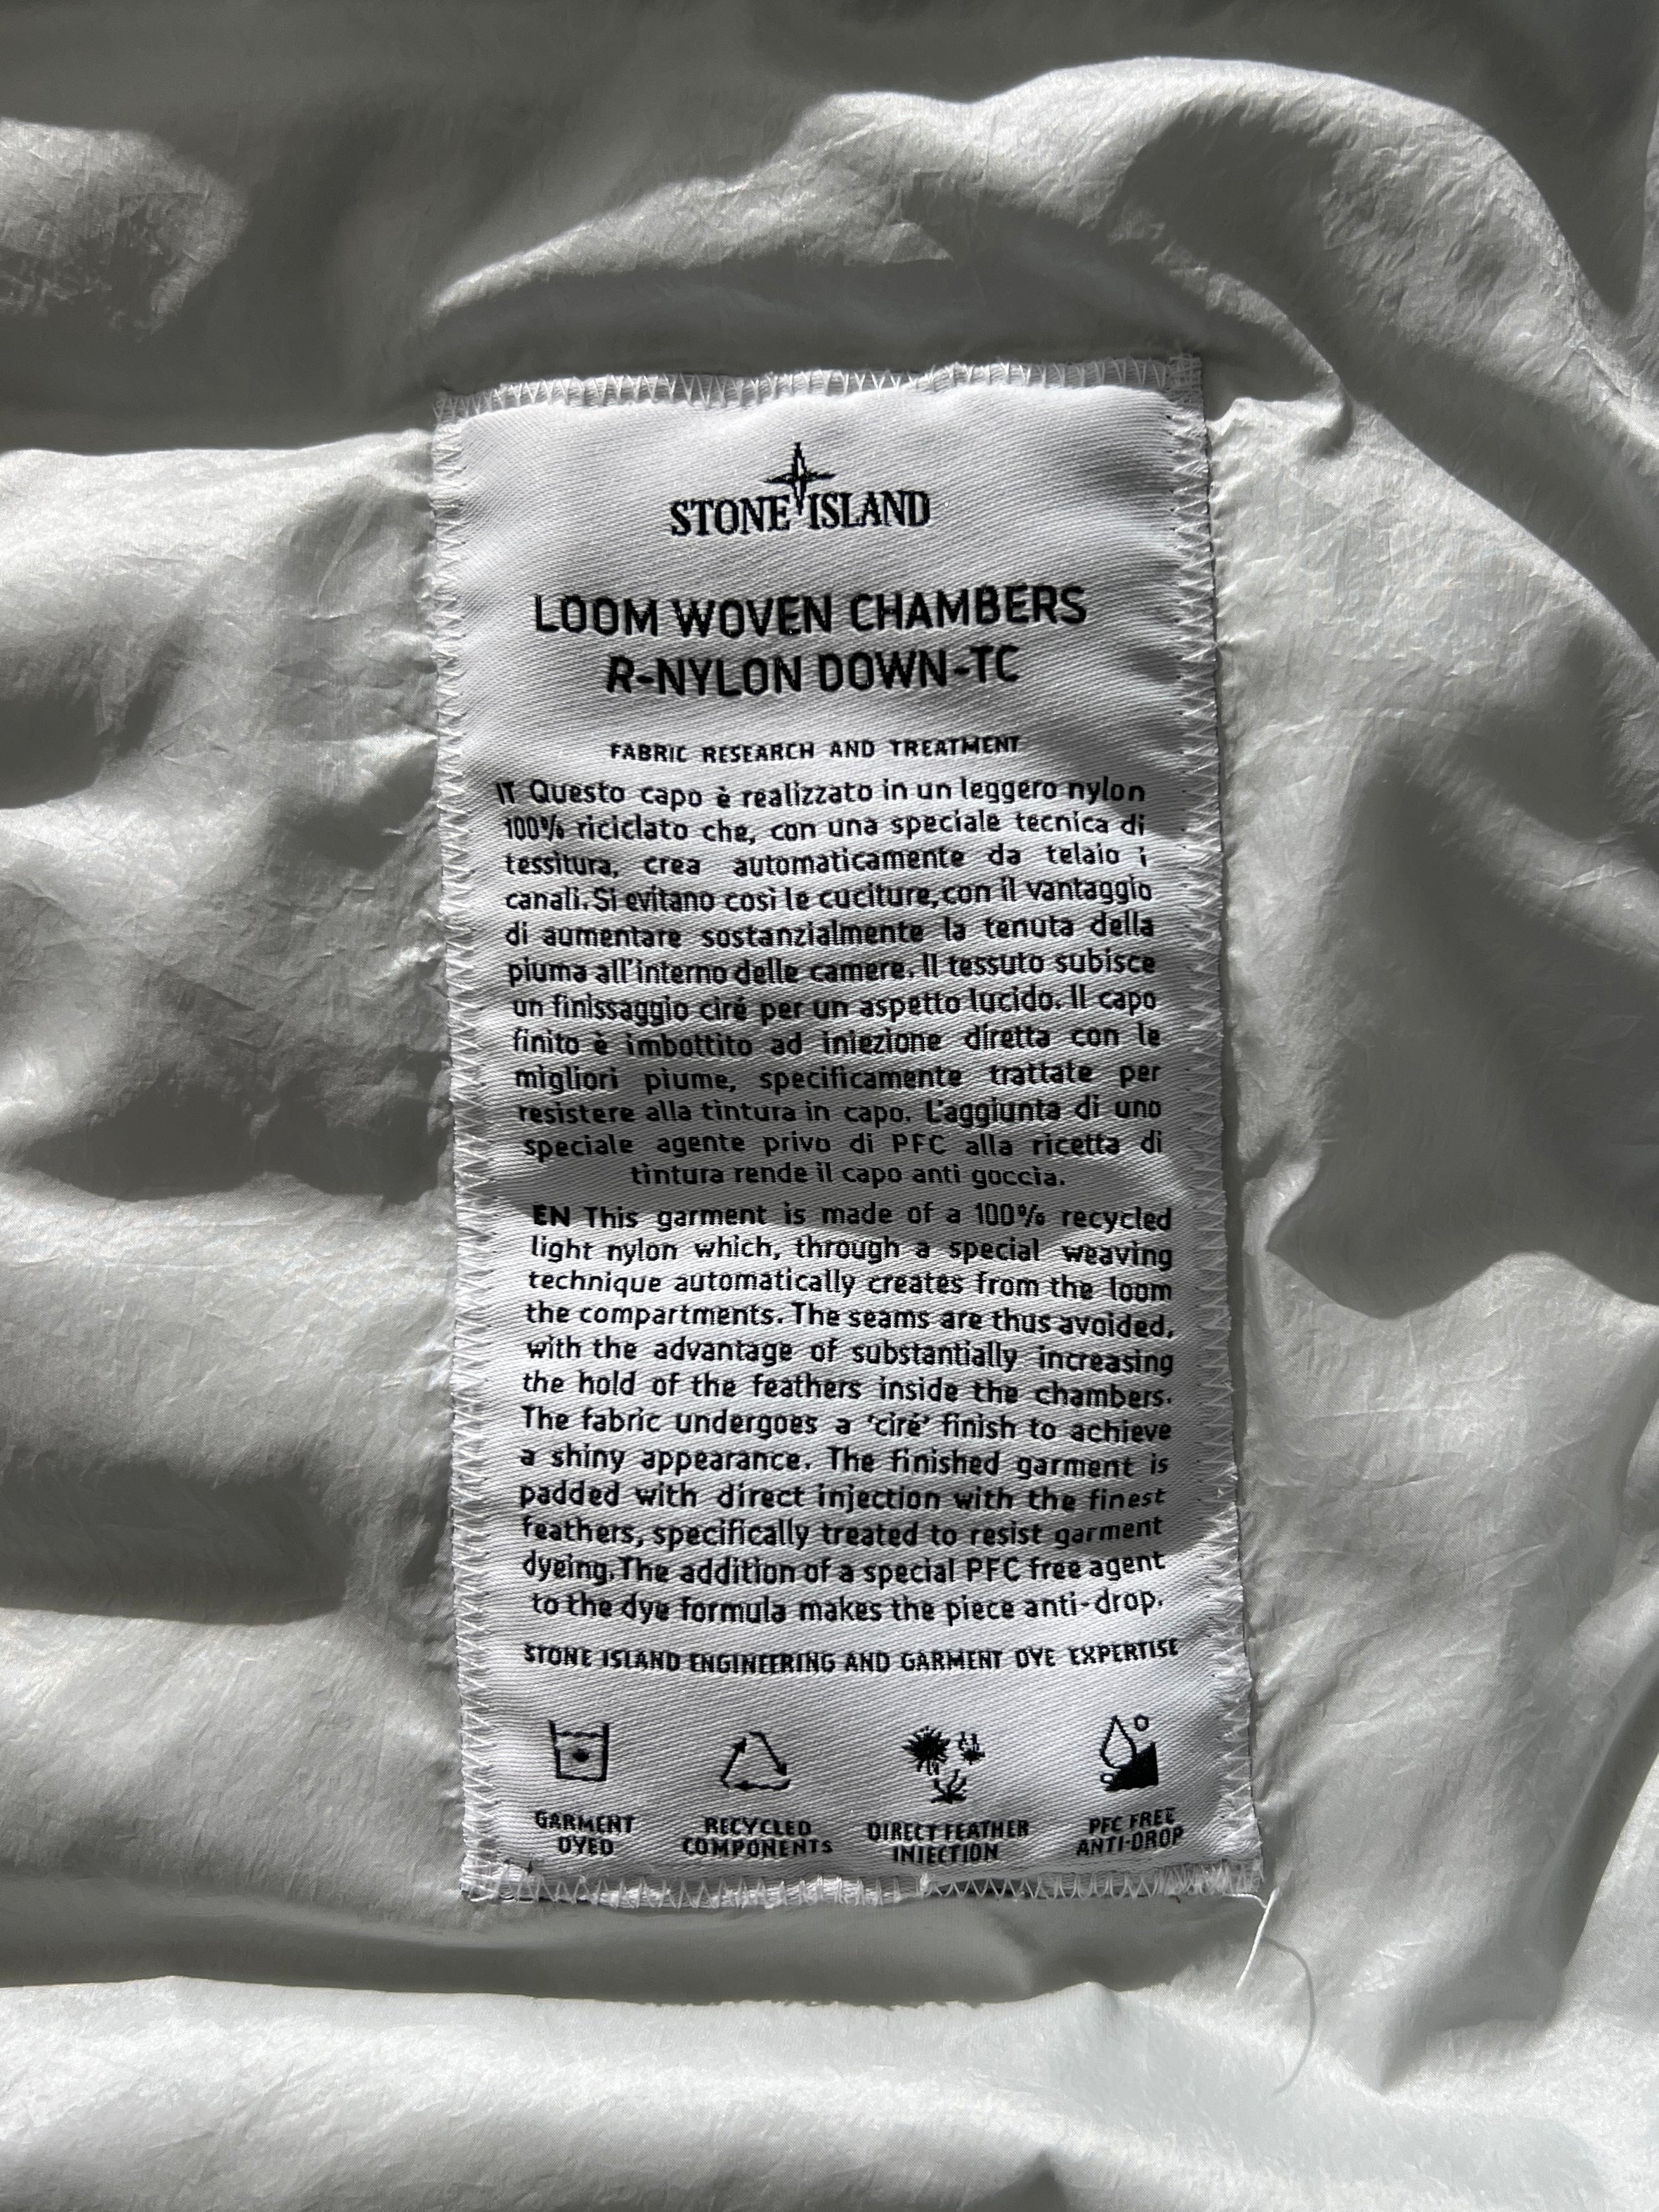 STONE ISLAND
LOOM WOVEN CHAMBERS
R-NYLON DOWN-TC
FABRIC RESEARCH AND TREATMENT
IT Questo capo è realizzato in un leggero nylon
100% riciclato che, con una speciale tecnica di
tessitura, crea automaticamente da telaio i
canali. Si evitano così le cuciture, con il vantaggio
di aumentare sostanzialmente la tenuta della
piuma all'interno delle camere. Il tessuto subisce
un finissaggio ciré per un aspetto lucido. Il capo
finito è imbottito ad iniezione diretta con le
migliori piume, specificamente trattate per
resistere alla tintura in capo. L'aggiunta di uno
speciale agente privo di PFC alla ricetta di
tintura rende il capo anti goccia.
EN This garment is made of a 100% recycled
light nylon which, through a special weaving
technique automatically creates from the loom
the compartments. The seams are thus avoided,
with the advantage of substantially increasing
the hold of the feathers inside the chambers.
The fabric undergoes a 'ciré' finish to achieve
a shiny appearance. The finished garment is
padded with direct injection with the finest
feathers, specifically treated to resist garment
dyeing. The addition of a special PFC free agent
to the dye formula makes the piece anti-drop.
STONE ISLAND ENGINEERING AND GARMENT DYE EXPERTISE
GARMENT
DYED
RECYCLED
COMPONENTS
DIRECT FEATHER
INJECTION
PFC FREE
ANTI-DROP